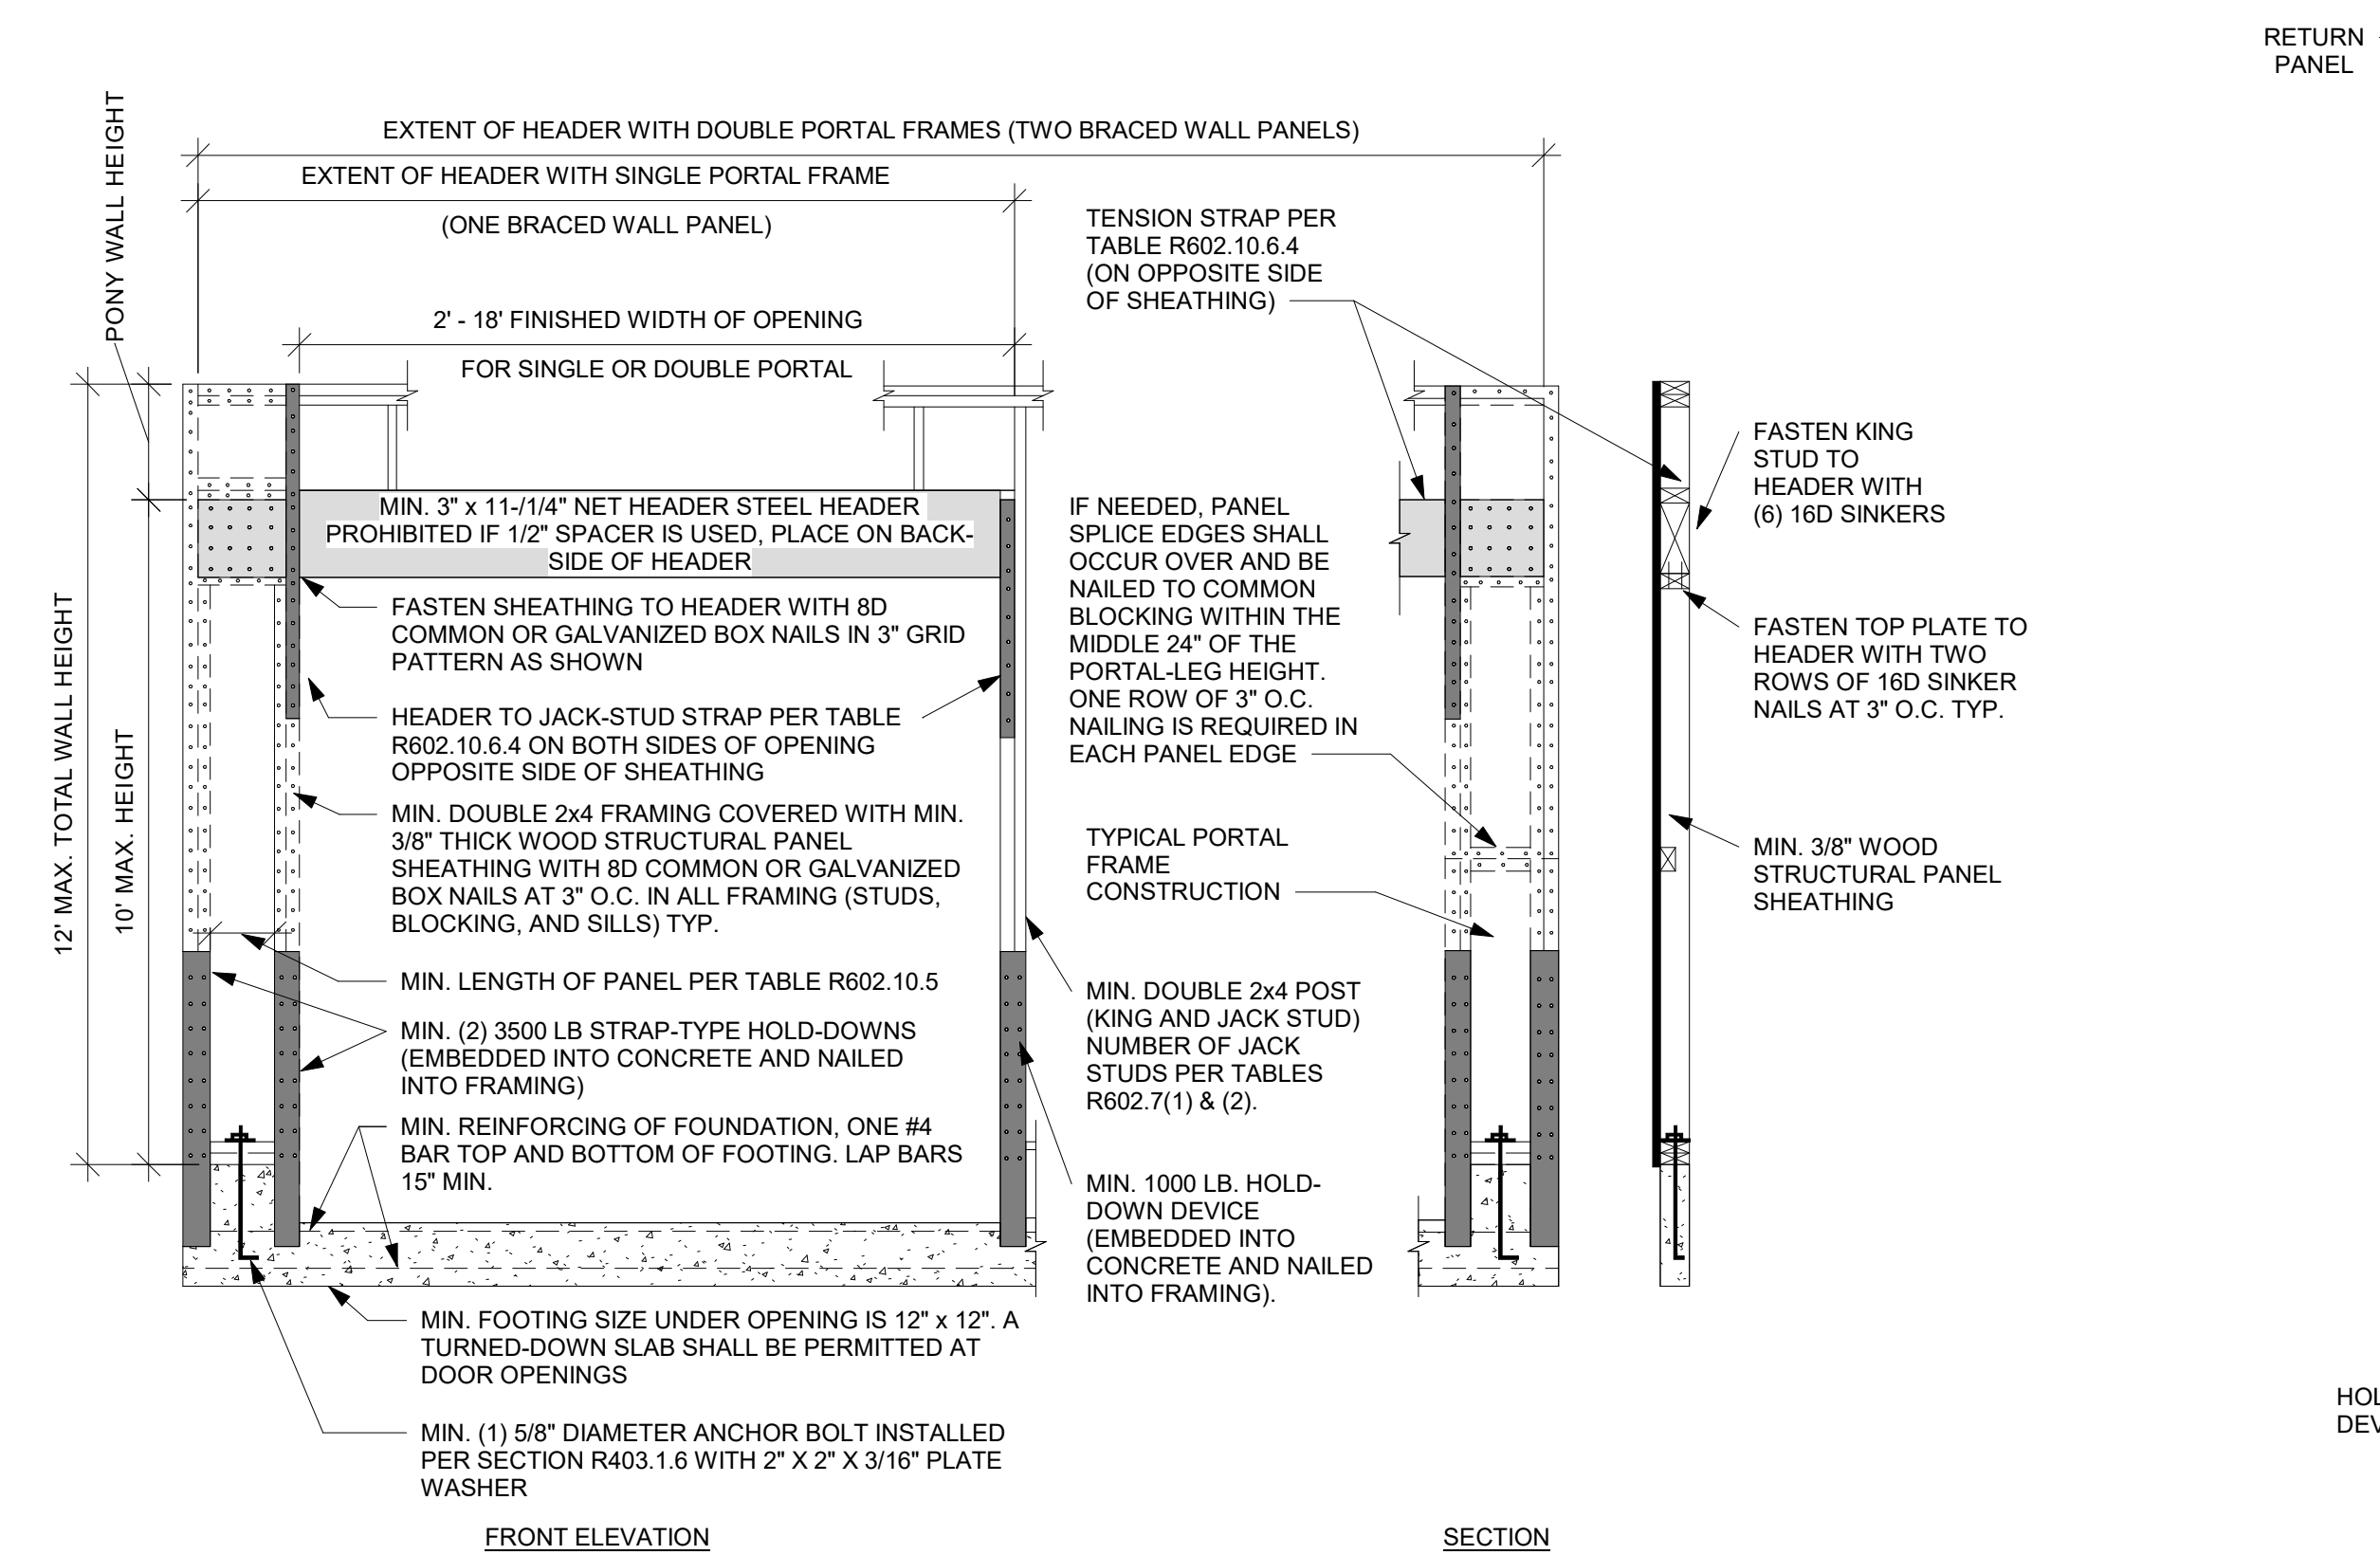 RETURN
PANEL
PONY WALL HEIGHT
EXTENT OF HEADER WITH DOUBLE PORTAL FRAMES (TWO BRACED WALL PANELS)
EXTENT OF HEADER WITH SINGLE PORTAL FRAME
(ONE BRACED WALL PANEL)
2' - 18' FINISHED WIDTH OF OPENING
FOR SINGLE OR DOUBLE PORTAL
12' MAX. TOTAL WALL HEIGHT
10' MAX. HEIGHT
MIN. 3" x 11-/1/4" NET HEADER STEEL HEADER
PROHIBITED IF 1/2" SPACER IS USED, PLACE ON BACK-
SIDE OF HEADER
FASTEN SHEATHING TO HEADER WITH 8D
COMMON OR GALVANIZED BOX NAILS IN 3" GRID
PATTERN AS SHOWN
HEADER TO JACK-STUD STRAP PER TABLE
R602.10.6.4 ON BOTH SIDES OF OPENING
OPPOSITE SIDE OF SHEATHING
MIN. DOUBLE 2x4 FRAMING COVERED WITH MIN.
3/8" THICK WOOD STRUCTURAL PANEL
SHEATHING WITH 8D COMMON OR GALVANIZED
BOX NAILS AT 3" O.C. IN ALL FRAMING (STUDS,
BLOCKING, AND SILLS) TYP.
MIN. LENGTH OF PANEL PER TABLE R602.10.5
MIN. (2) 3500 LB STRAP-TYPE HOLD-DOWNS
(EMBEDDED INTO CONCRETE AND NAILED
INTO FRAMING)
MIN. REINFORCING OF FOUNDATION, ONE #4
BAR TOP AND BOTTOM OF FOOTING. LAP BARS
15" MIN.
MIN. FOOTING SIZE UNDER OPENING IS 12" x 12". A
TURNED-DOWN SLAB SHALL BE PERMITTED AT
DOOR OPENINGS
MIN. (1) 5/8" DIAMETER ANCHOR BOLT INSTALLED
PER SECTION R403.1.6 WITH 2" X 2" X 3/16" PLATE
WASHER
FRONT ELEVATION
TENSION STRAP PER
TABLE R602.10.6.4
(ON OPPOSITE SIDE
OF SHEATHING)
IF NEEDED, PANEL
SPLICE EDGES SHALL
OCCUR OVER AND BE
NAILED TO COMMON
BLOCKING WITHIN THE
MIDDLE 24" OF THE
PORTAL-LEG HEIGHT.
ONE ROW OF 3" O.C.
NAILING IS REQUIRED IN
EACH PANEL EDGE
TYPICAL PORTAL
FRAME
CONSTRUCTION
MIN. DOUBLE 2x4 POST
(KING AND JACK STUD)
NUMBER OF JACK
STUDS PER TABLES
R602.7(1) & (2).
MIN. 1000 LB. HOLD-
DOWN DEVICE
(EMBEDDED INTO
CONCRETE AND NAILED
INTO FRAMING).
FASTEN KING
STUD TO
HEADER WITH
(6) 16D SINKERS
FASTEN TOP PLATE TO
HEADER WITH TWO
ROWS OF 16D SINKER
NAILS AT 3" O.C. TYP.
MIN. 3/8" WOOD
STRUCTURAL PANEL
SHEATHING
SECTION